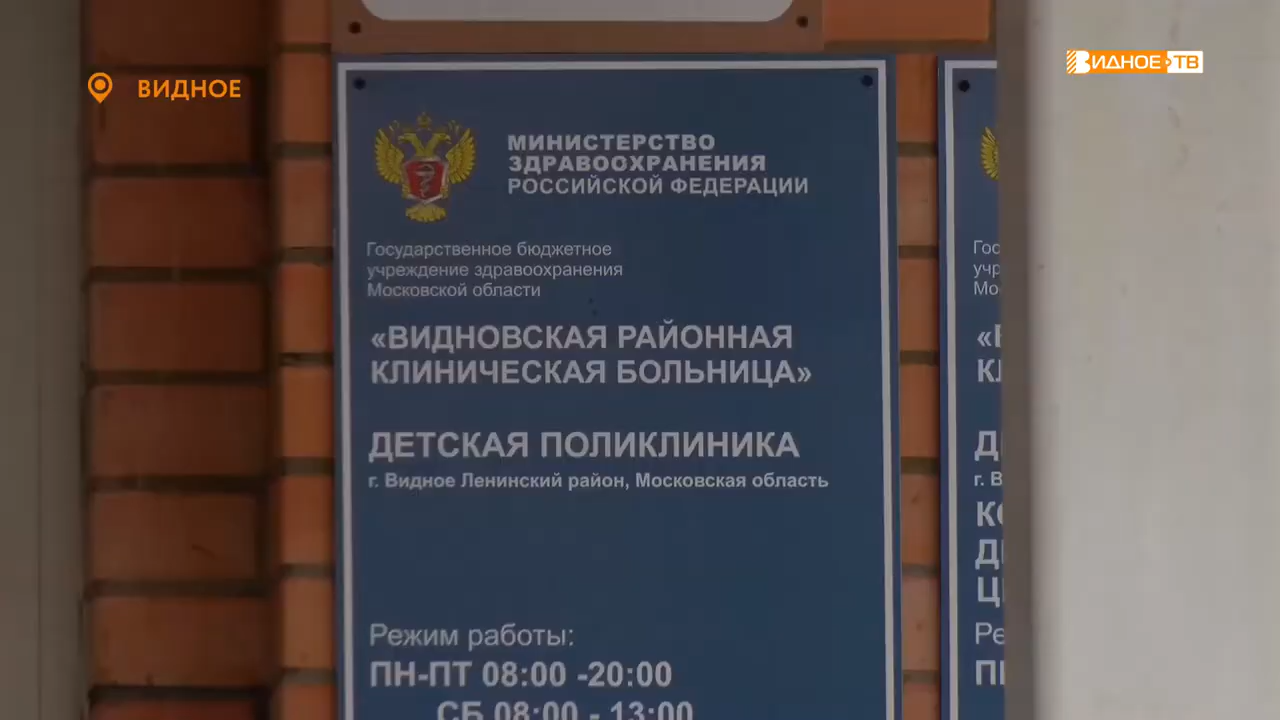 ВИДНОЕ
ВИДНОЕ ТВ
МИНИСТЕРСТВО
ЗДРАВООХРАНЕНИЯ
РОССИЙСКОЙ ФЕДЕРАЦИИ
Государственное бюджетное
учреждение здравоохранения
Московской области
«ВИДНОВСКАЯ РАЙОННАЯ
КЛИНИЧЕСКАЯ БОЛЬНИЦА»
ДЕТСКАЯ ПОЛИКЛИНИКА
г. Видное Ленинский район, Московская область
Режим работы:
ПН-ПТ 08:00 -20:00
СБ 08:00 - 13:00